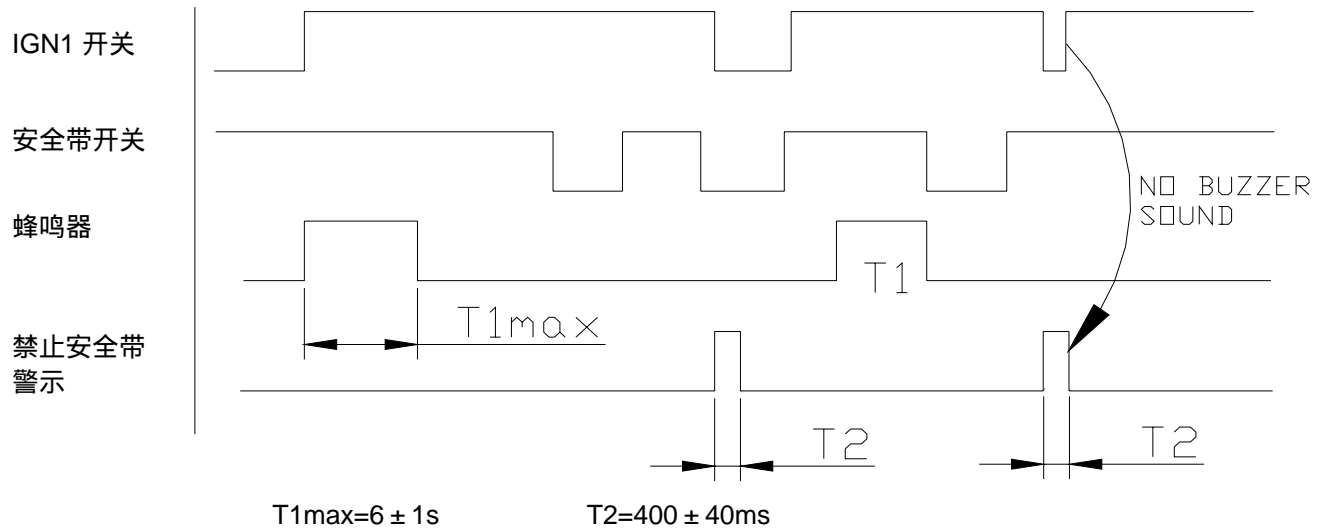 IGN1 开关
安全带开关
NO BUZZER
SOUND
蜂鸣器
T1
T1max
禁止安全带
警示
T2
T2
T1max=6 ± 1s T2=400 ± 40ms